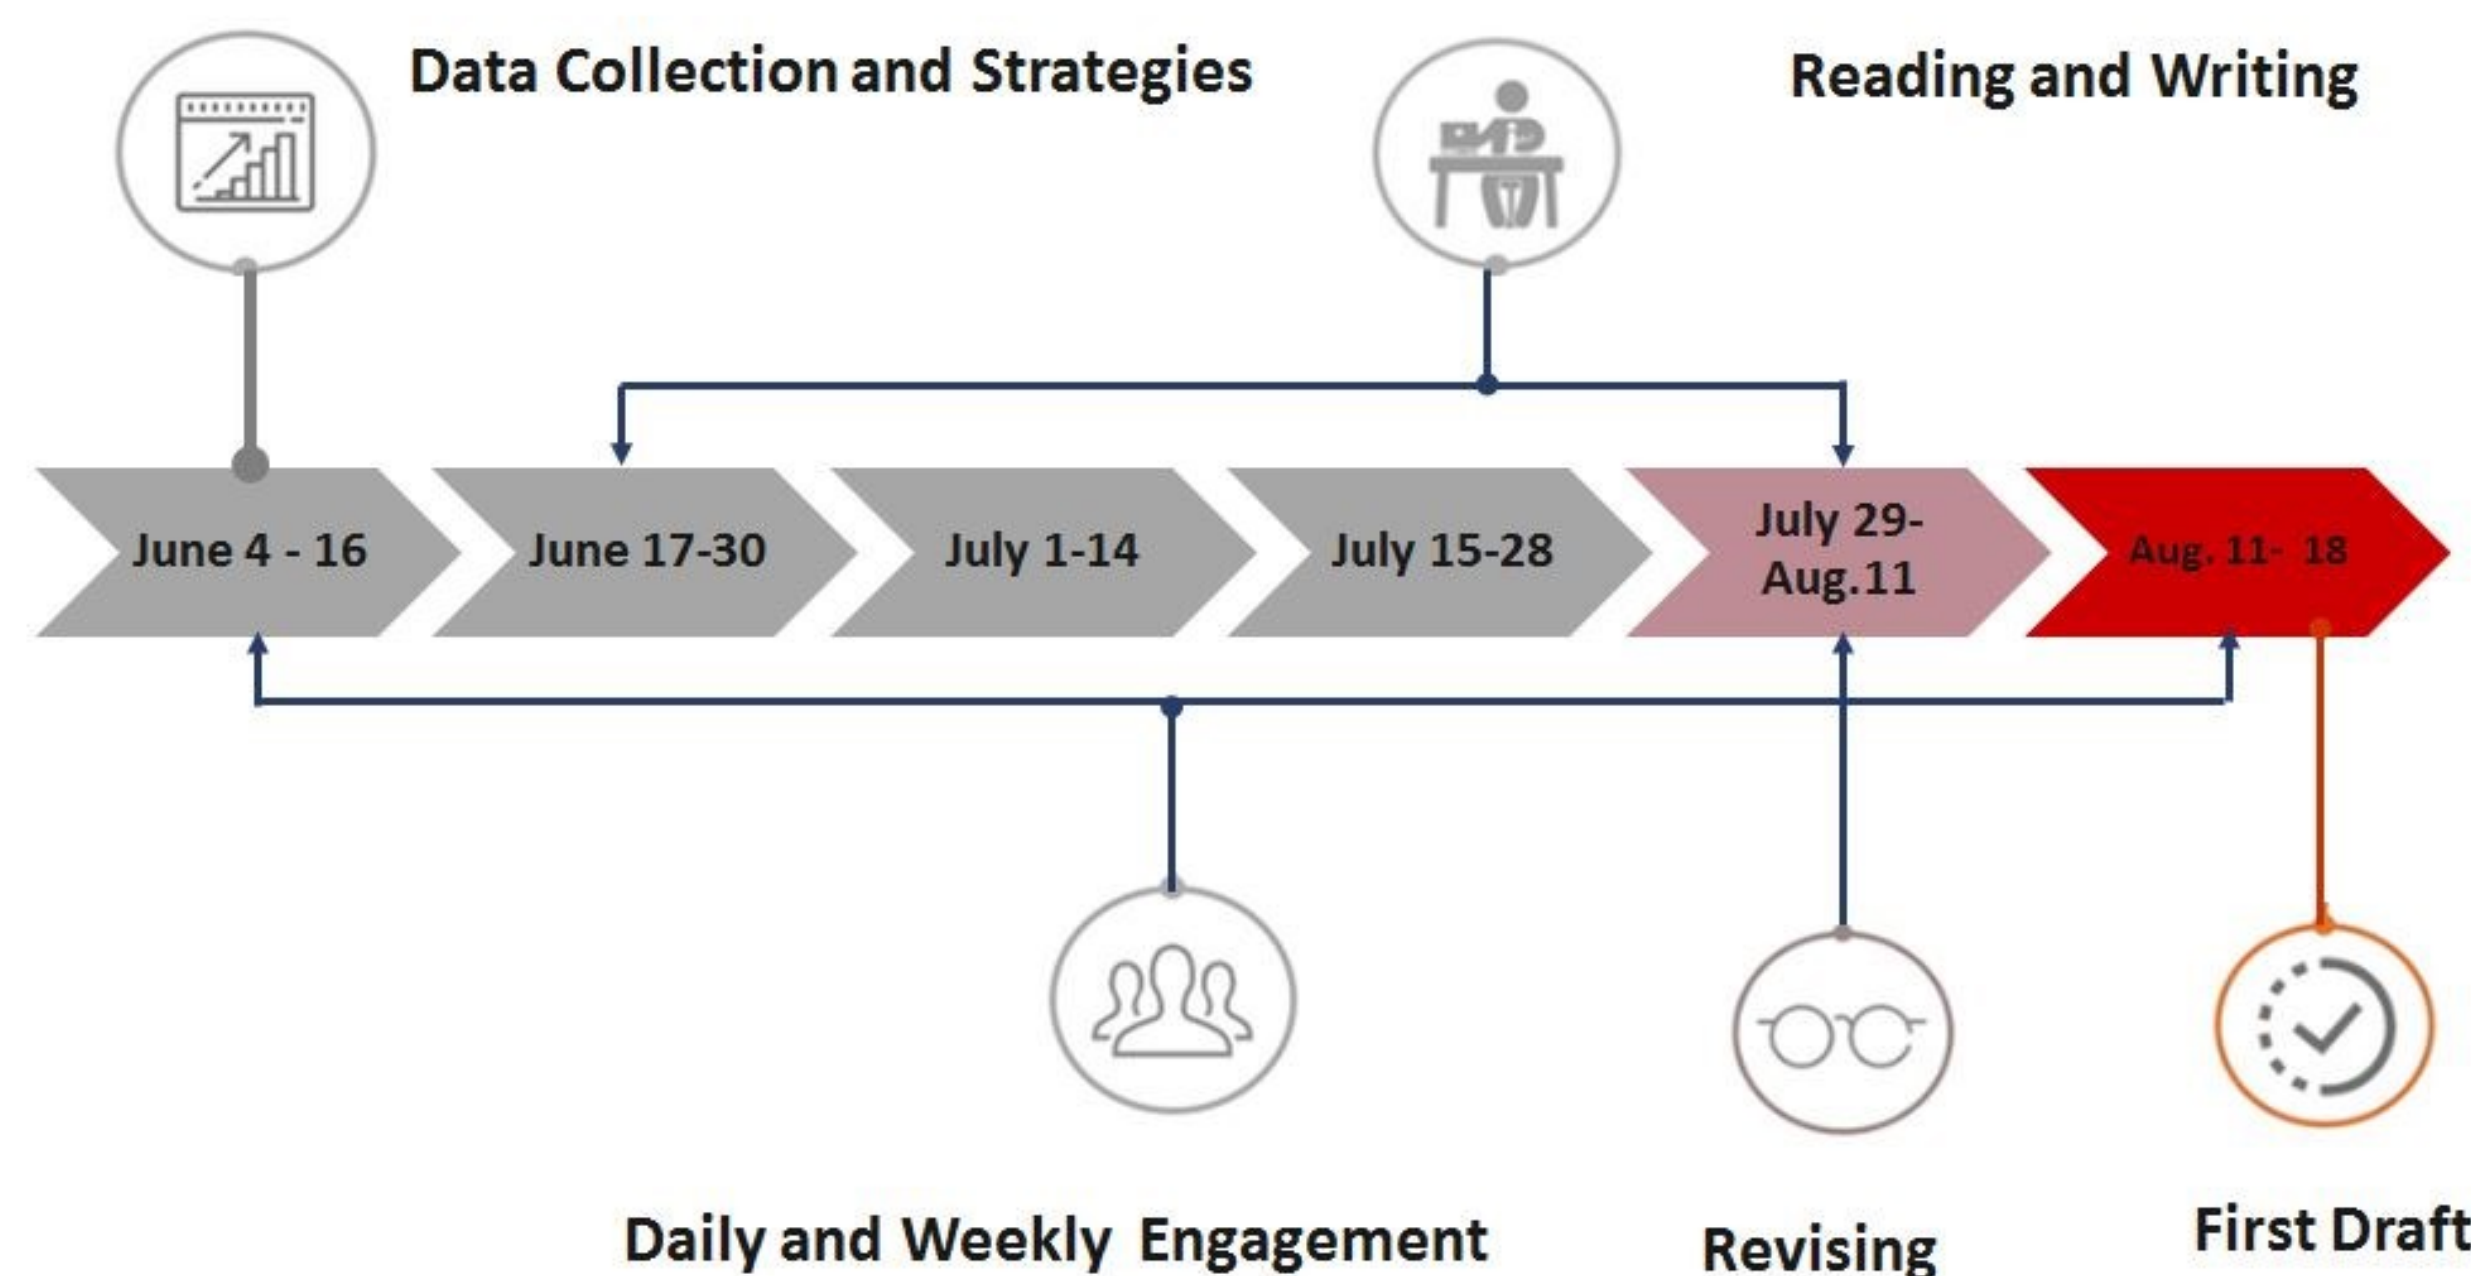 Data Collection and Strategies
Reading and Writing
June 4 - 16
June 17-30
July 1-14
July 15-28
July 29-
Aug.11
Aug. 11- 18
Daily and Weekly Engagement
Revising
First Draft